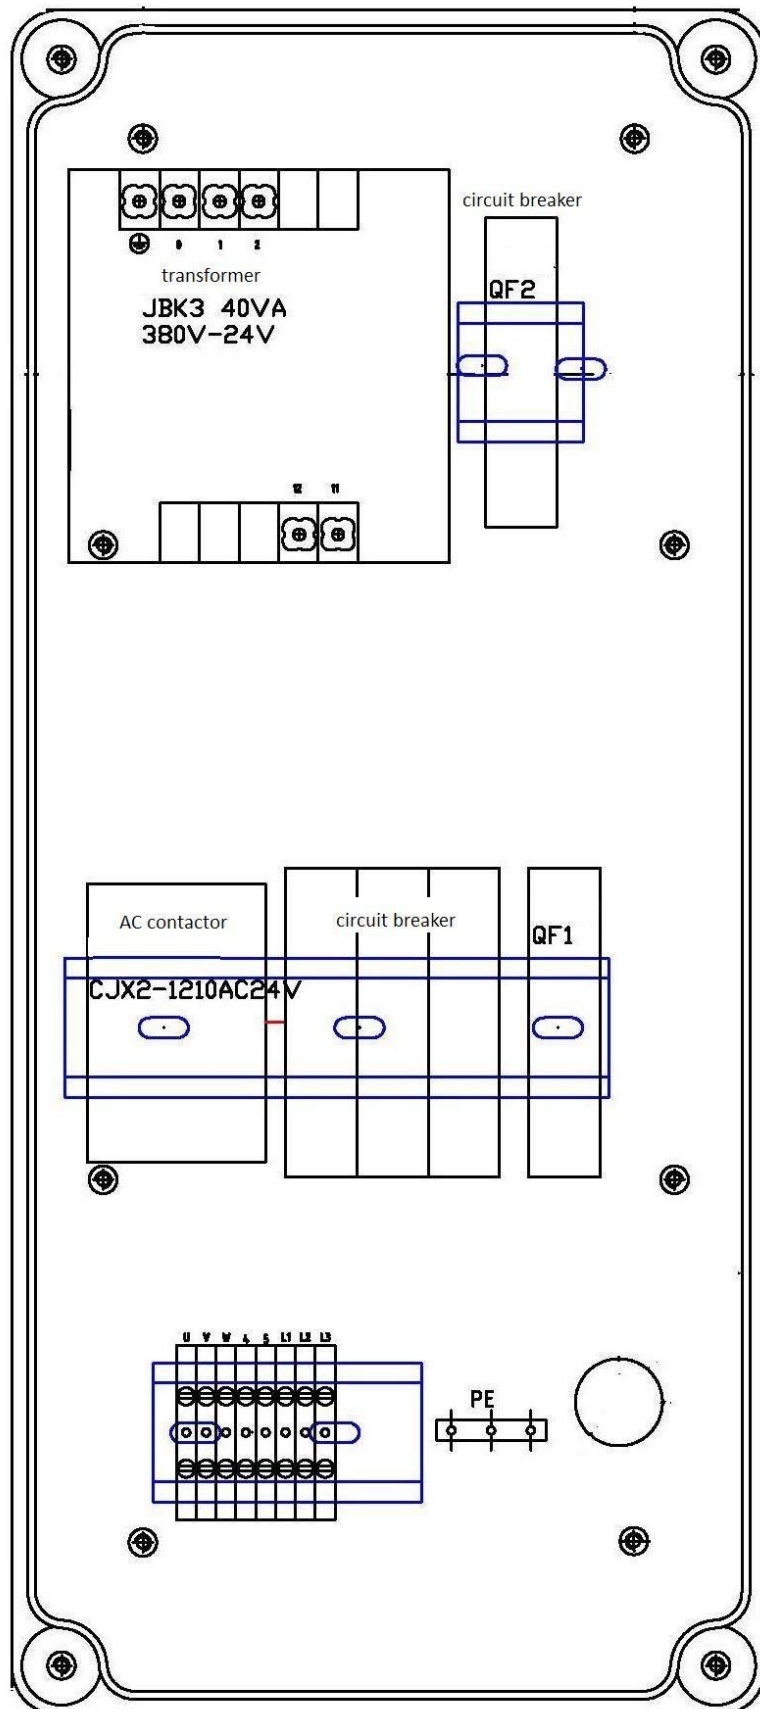 0 1 2
circuit breaker
transformer
JBK3 40VA
380V-24V
QF2
12 11
AC contactor
circuit breaker
QF1
CJX2-1210AC24V
U V W 4 5 L1 L2 L3
PE